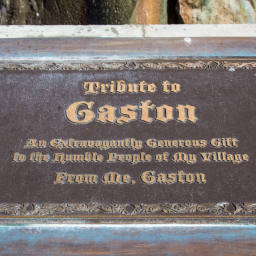 Tribute to
Gaston
An Extravagantly Generous Gift
to the Humble People of My Village
From Me, Gaston